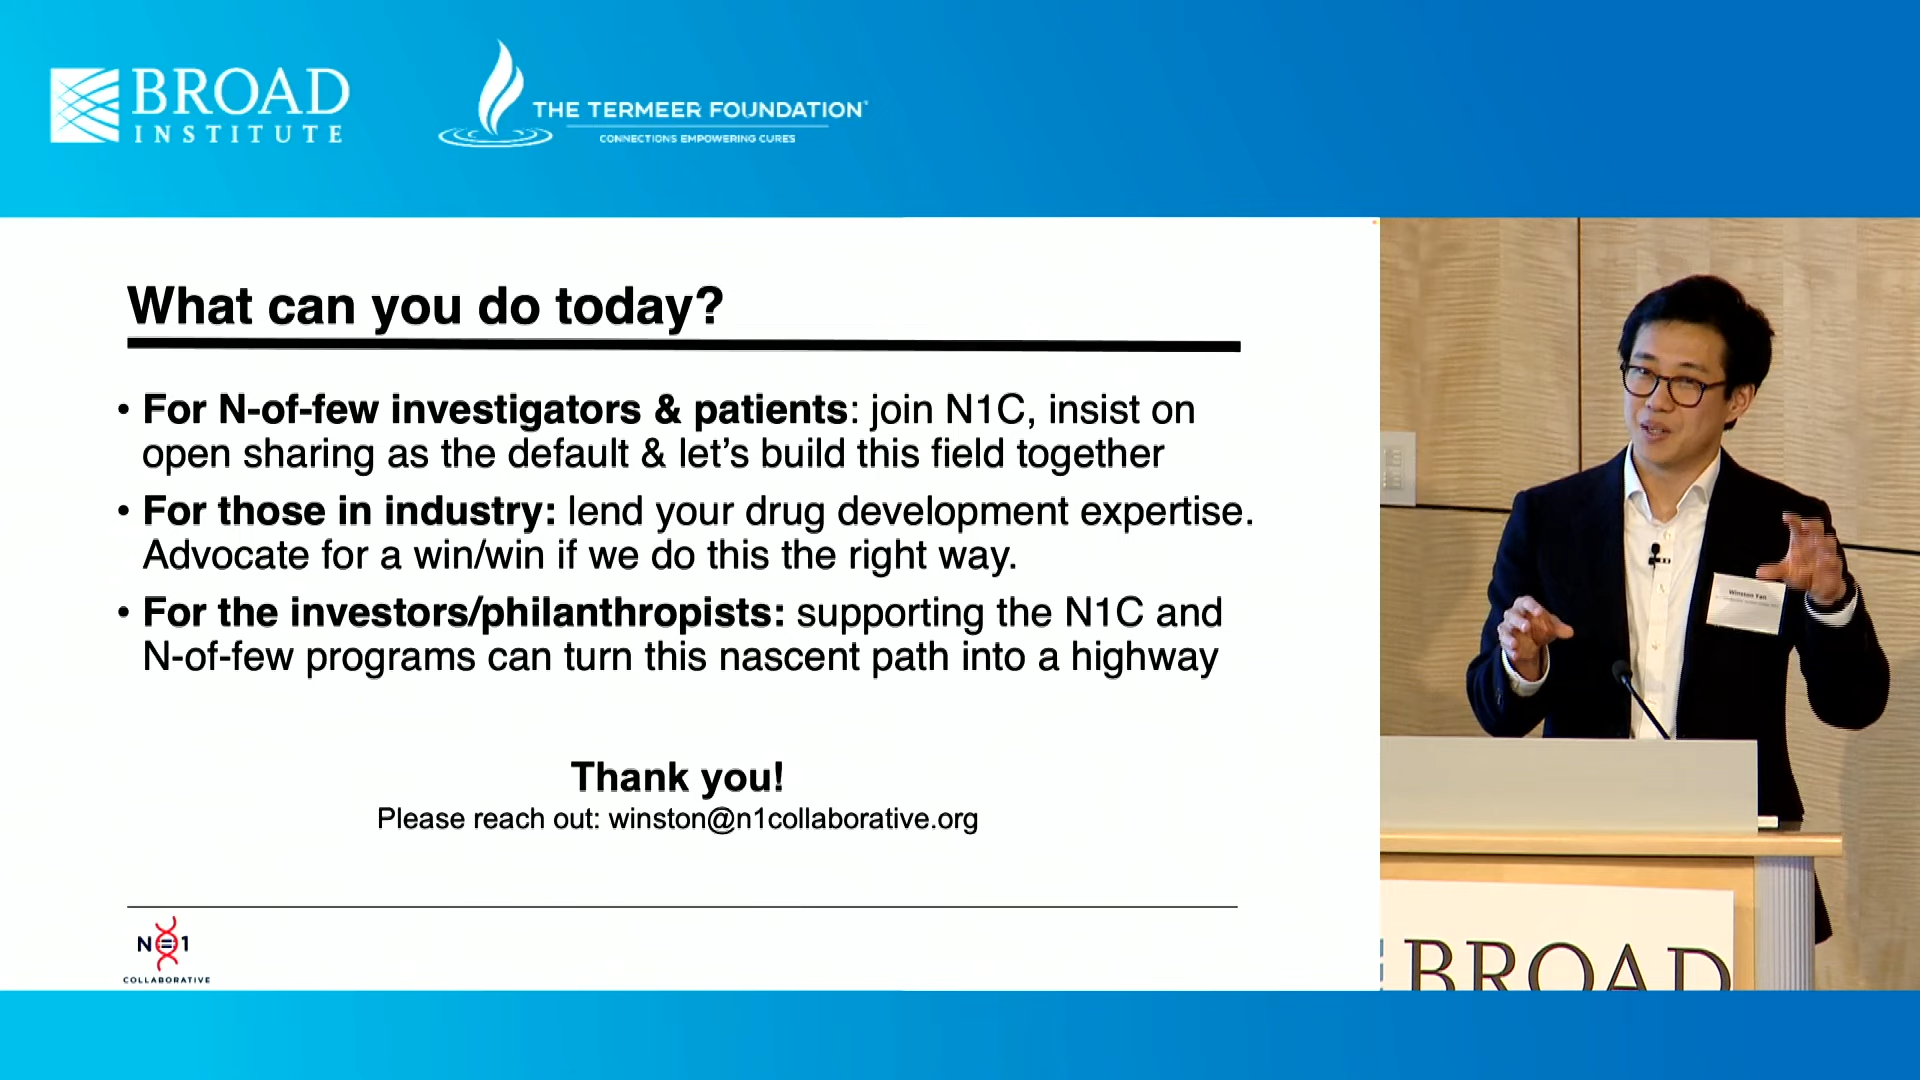 BROAD
INSTITUTE
THE TERMEER FOUNDATION
CONNECTIONS EMPOWERING CURES
What can you do today?
• For N-of-few investigators & patients: join N1C, insist on
open sharing as the default & let’s build this field together
• For those in industry: lend your drug development expertise.
Advocate for a win/win if we do this the right way.
• For the investors/philanthropists: supporting the N1C and
N-of-few programs can turn this nascent path into a highway
Thank you!
Please reach out: winston@n1collaborative.org
N=1
COLLABORATIVE
Winston Yan
BROAD